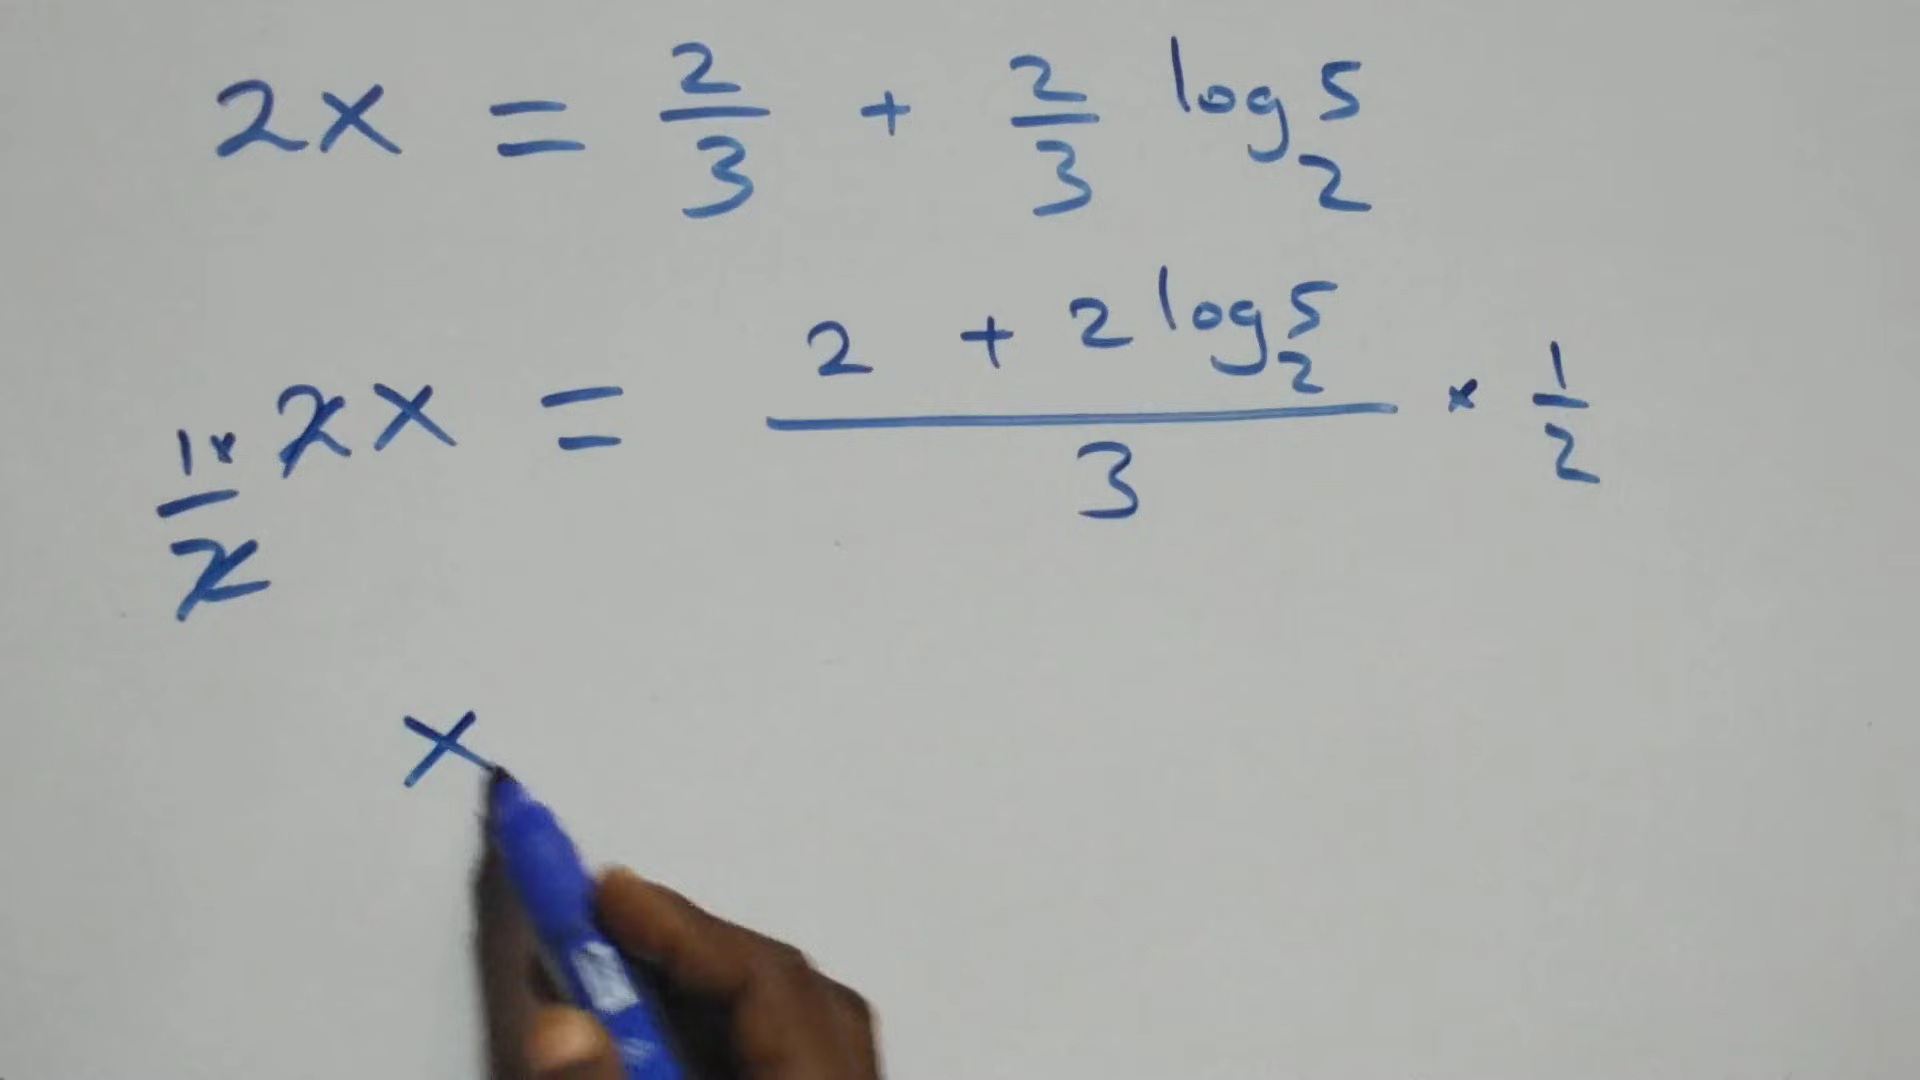 2x = 2/3 + 2/3 log₂5
1/2 × 2x = (2 + 2 log₂5)/3 × 1/2
x